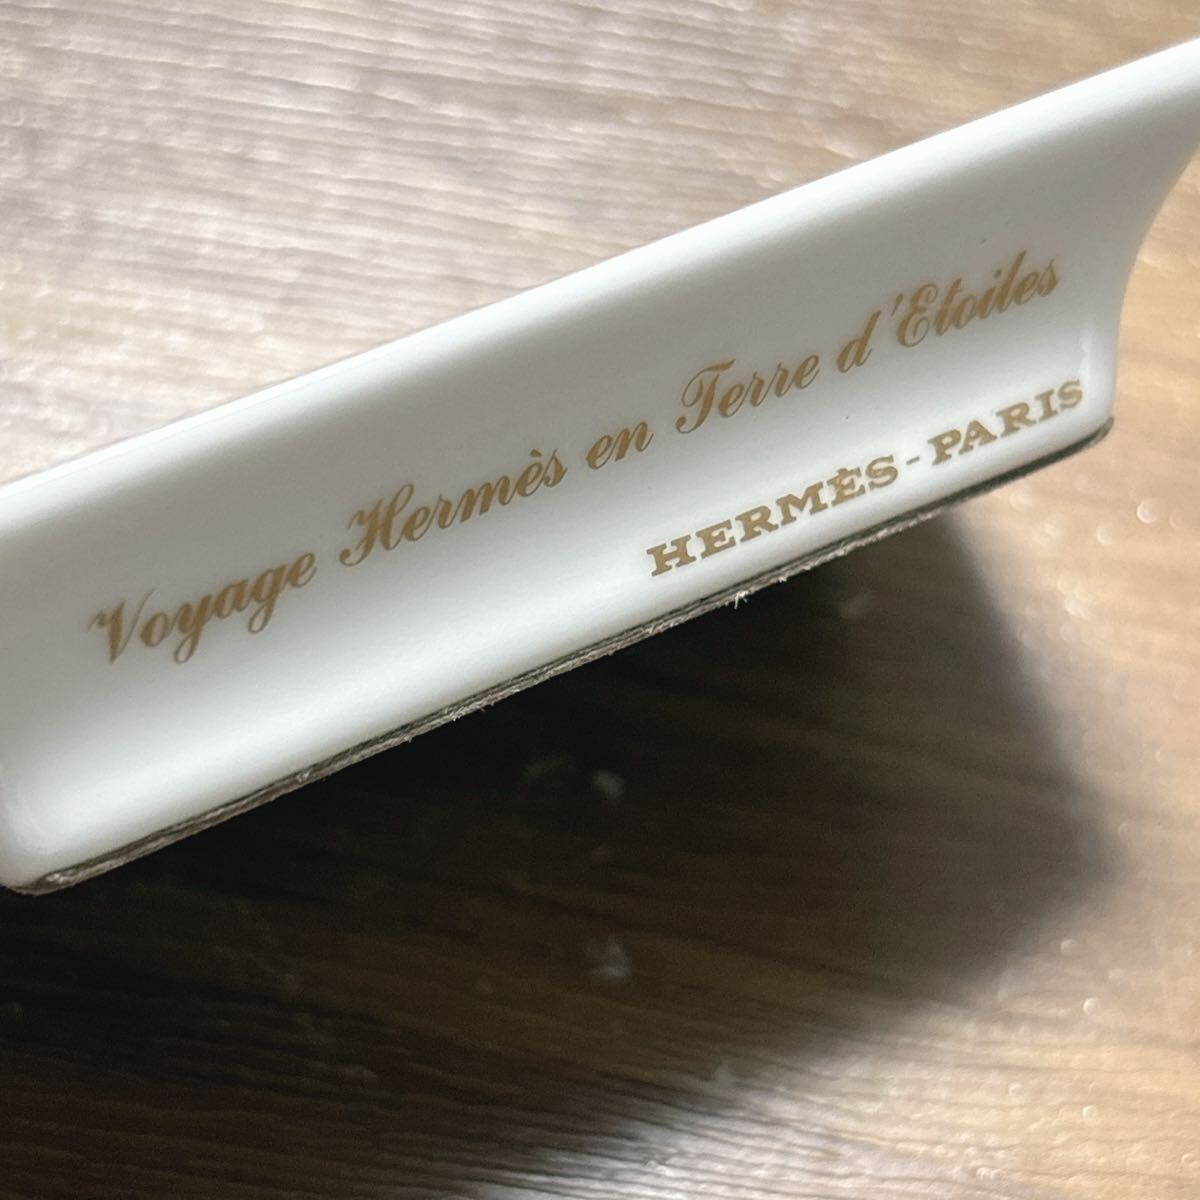 Voyage Hermès en Terre d'Etoiles
HERMÈS-PARIS